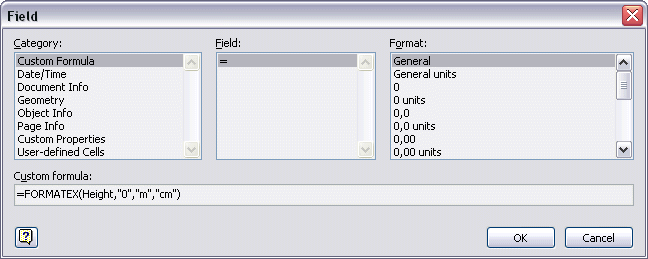 Field
Category:
Custom Formula
Date/Time
Document Info
Geometry
Object Info
Page Info
Custom Properties
User-defined Cells
Field:
=
Format:
General
General units
0
0 units
0,0
0,0 units
0,00
0,00 units
Custom formula:
=FORMATEX(Height,"0","m","cm")
?
OK
Cancel